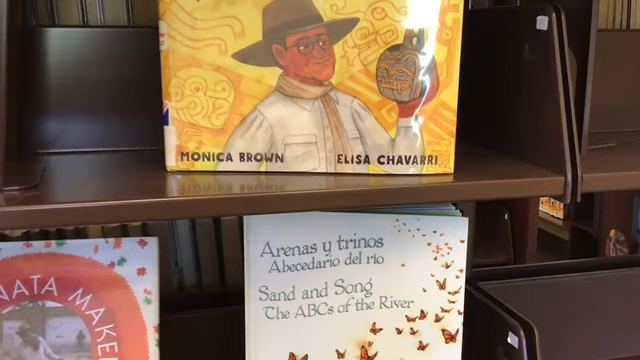 MONICA BROWN ELISA CHAVARRI
Arenas y trinos
Abecedario del río
Sand and Song
The ABCs of the River